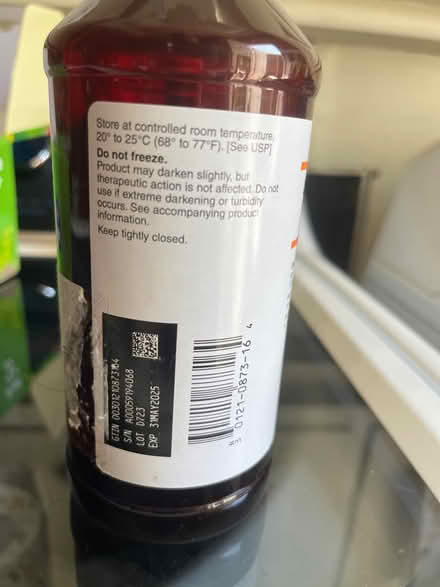 Store at controlled room temperature,
20° to 25°C (68° to 77°F). [See USP]
Do not freeze.
Product may darken slightly, but
therapeutic action is not affected. Do not
use if extreme darkening or turbidity
occurs. See accompanying product
information.
Keep tightly closed.
GTIN 00301210873164
S/N A00059194068
LOT D723
EXP 31MAY2025
0121-0873-16 4